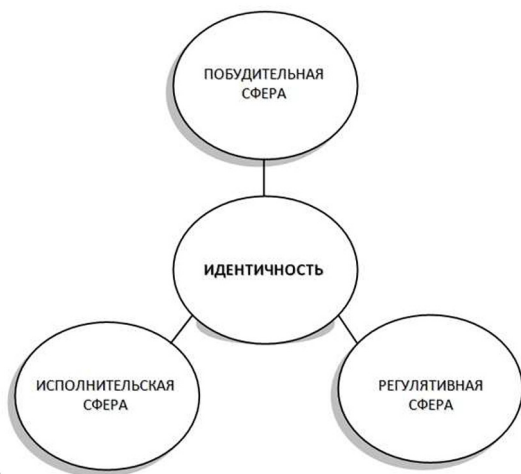 ПОБУДИТЕЛЬНАЯ
СФЕРА
ИДЕНТИЧНОСТЬ
ИСПОЛНИТЕЛЬСКАЯ
СФЕРА
РЕГУЛЯТИВНАЯ
СФЕРА